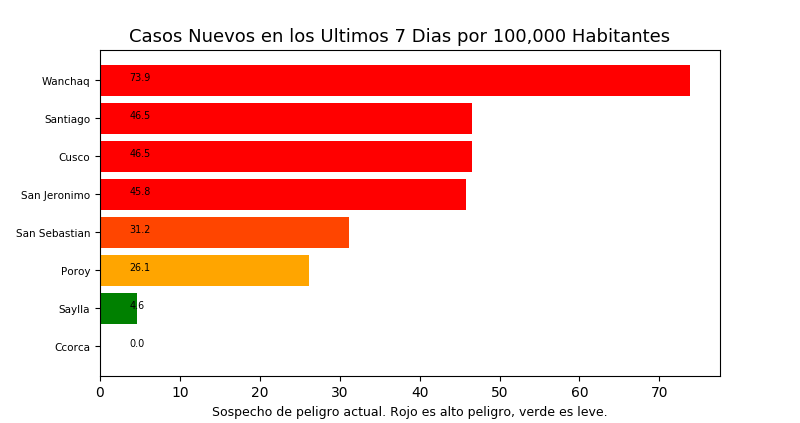 Casos Nuevos en los Ultimos 7 Dias por 100,000 Habitantes
Wanchaq 73.9
Santiago 46.5
Cusco 46.5
San Jeronimo 45.8
San Sebastian 31.2
Poroy 26.1
Saylla 4.6
Ccorca 0.0
0 10 20 30 40 50 60 70
Sospecho de peligro actual. Rojo es alto peligro, verde es leve.